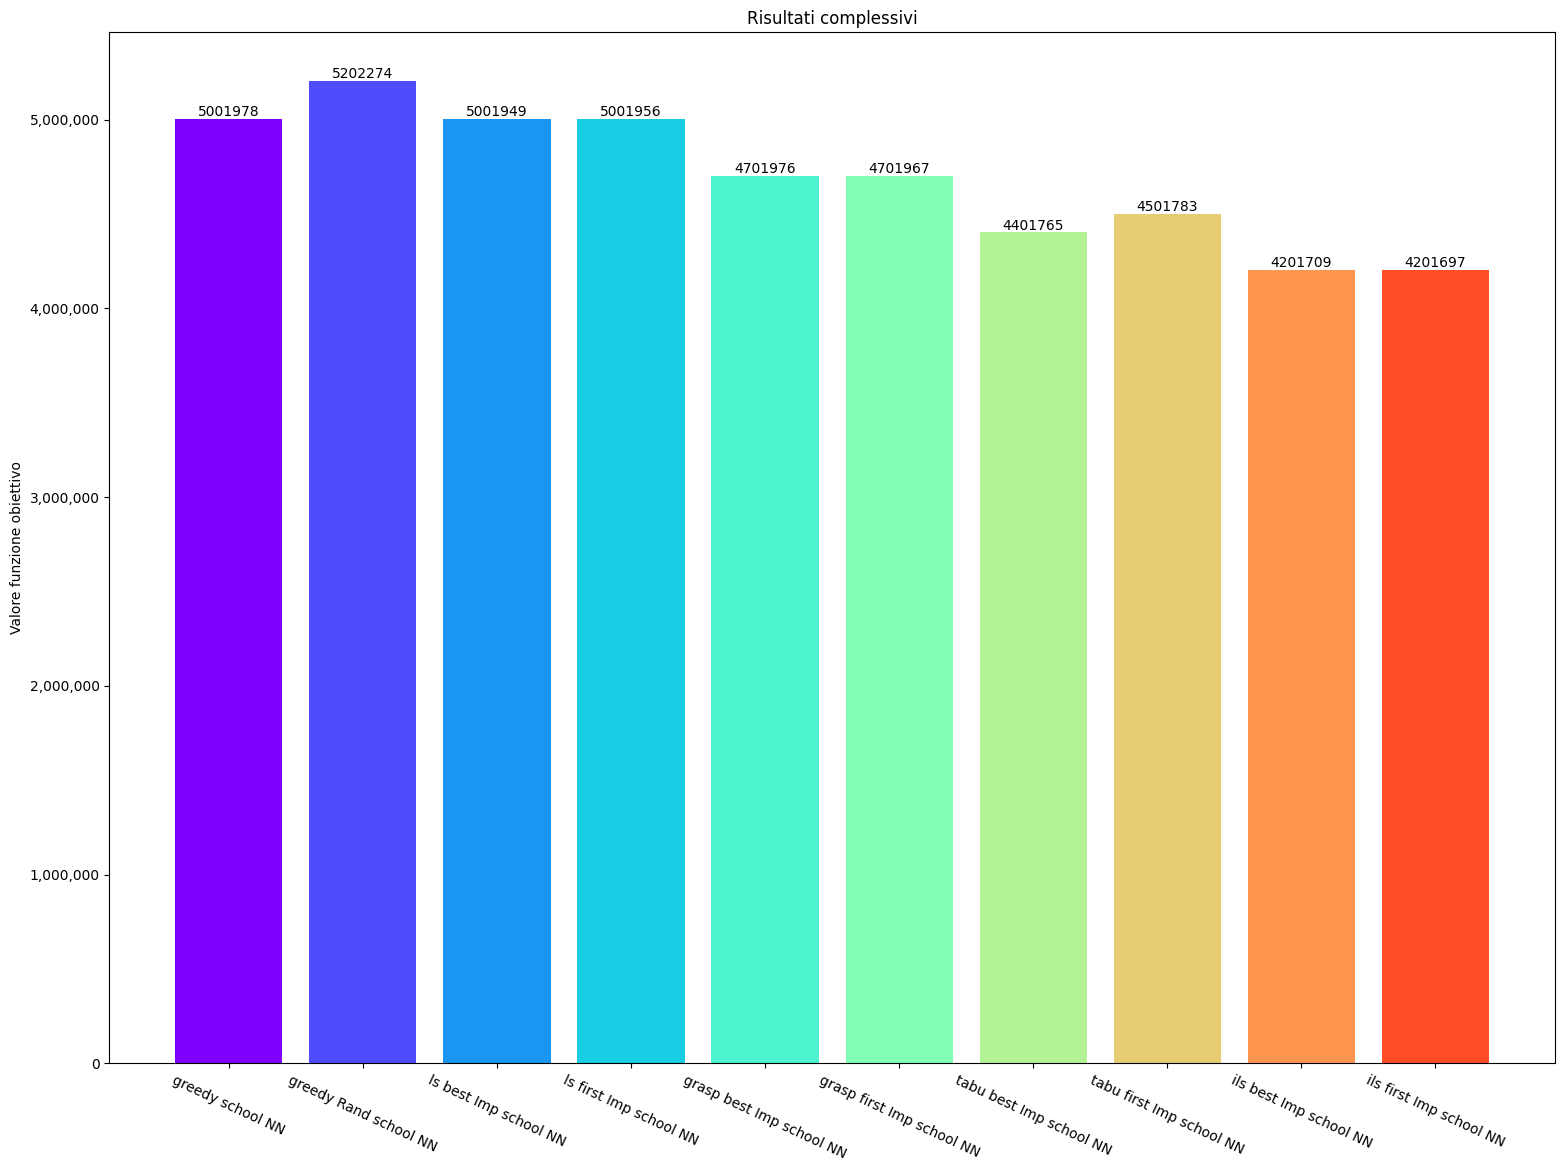 Risultati complessivi
5202274
5001978
5001949
5001956
4701976
4701967
4401765
4501783
4201709
4201697
5,000,000
4,000,000
3,000,000
2,000,000
1,000,000
0
Valore funzione obiettivo
greedy school NN
greedy Rand school NN
ls best Imp school NN
ls first Imp school NN
grasp best Imp school NN
grasp first Imp school NN
tabu best Imp school NN
tabu first Imp school NN
ils best Imp school NN
ils first Imp school NN